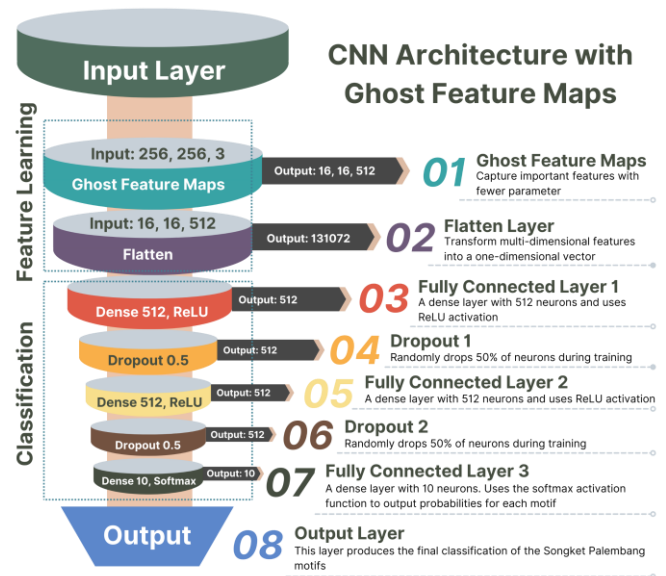 CNN Architecture with
Ghost Feature Maps
Input Layer
Feature Learning
Input: 256, 256, 3
Ghost Feature Maps
Output: 16, 16, 512
01
Ghost Feature Maps
Capture important features with
fewer parameter
Input: 16, 16, 512
Flatten
Output: 131072
02
Flatten Layer
Transform multi-dimensional features
into a one-dimensional vector
Classification
Dense 512, ReLU
Output: 512
03
Fully Connected Layer 1
A dense layer with 512 neurons and uses
ReLU activation
Dropout 0.5
Output: 512
04
Dropout 1
Randomly drops 50% of neurons during training
Dense 512, ReLU
Output: 512
05
Fully Connected Layer 2
A dense layer with 512 neurons and uses ReLU activation
Dropout 0.5
Output: 512
06
Dropout 2
Randomly drops 50% of neurons during training
Dense 10, Softmax
Output: 10
07
Fully Connected Layer 3
A dense layer with 10 neurons. Uses the softmax activation
function to output probabilities for each motif
Output
08
Output Layer
This layer produces the final classification of the Songket Palembang
motifs